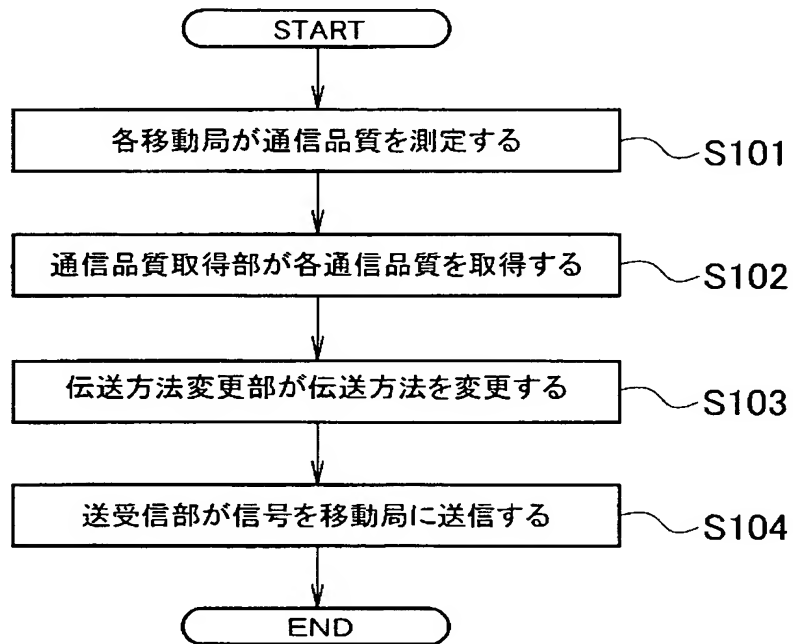 START
各移動局が通信品質を測定する
S101
通信品質取得部が各通信品質を取得する
S102
伝送方法変更部が伝送方法を変更する
S103
送受信部が信号を移動局に送信する
S104
END